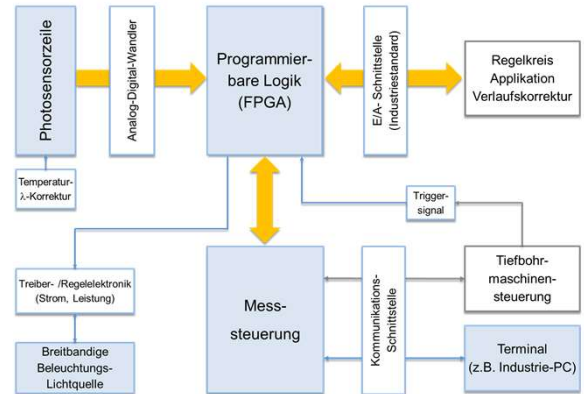 Photosensorzeile
Analog-Digital-Wandler
Programmier-
bare Logik
(FPGA)
E/A- Schnittstelle
(Industriestandard)
Regelkreis
Applikation
Verlaufskorrektur
Temperatur-
λ-Korrektur
Trigger-
signal
Treiber- /Regelelektronik
(Strom, Leistung)
Mess-
steuerung
Kommunikations-
Schnittstelle
Tiefbohr-
maschinen-
steuerung
Breitbandige
Beleuchtungs-
Lichtquelle
Terminal
(z.B. Industrie-PC)